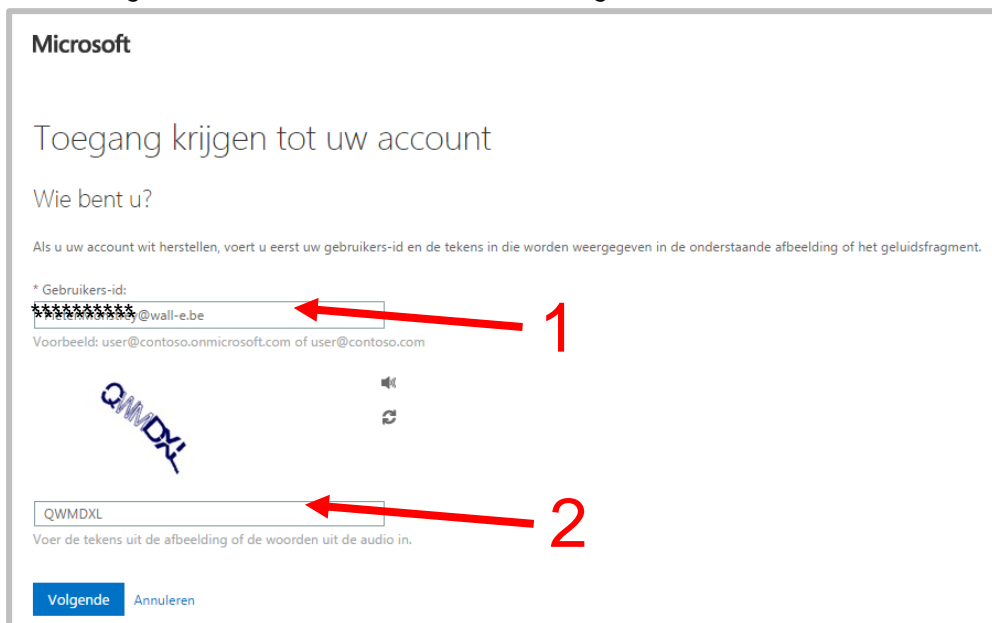 Microsoft
Toegang krijgen tot uw account
Wie bent u?
Als u uw account wit herstellen, voert u eerst uw gebruikers-id en de tekens in die worden weergegeven in de onderstaande afbeelding of het geluidsfragment.
* Gebruikers-id:
**********@wall-e.be
1
Voorbeeld: user@contoso.onmicrosoft.com of user@contoso.com
QWMDXL
QWMDXL
2
Voer de tekens uit de afbeelding of de woorden uit de audio in.
Volgende Annuleren